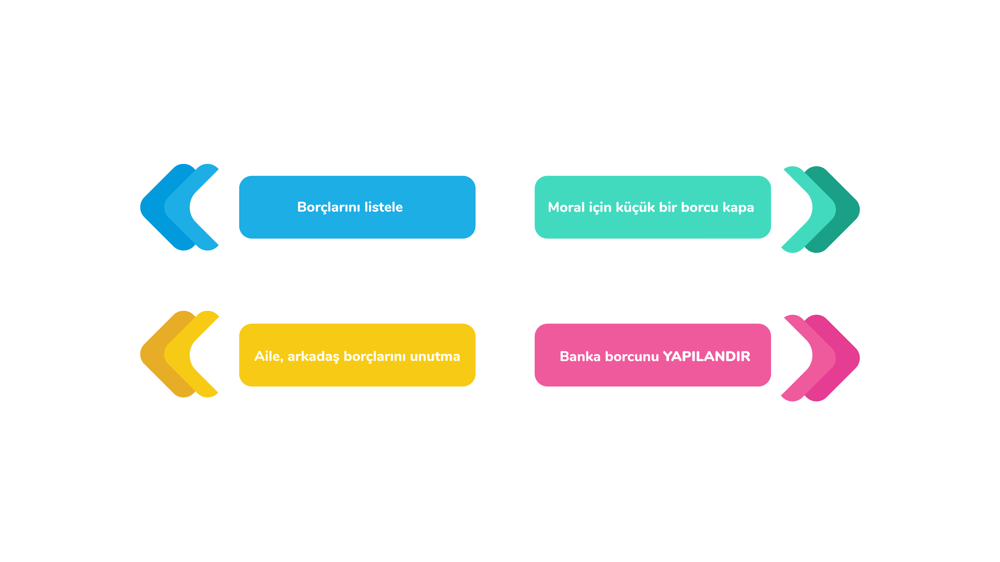 Borçlarını listele
Moral için küçük bir borcu kapa
Aile, arkadaş borçlarını unutma
Banka borcunu YAPILANDIR